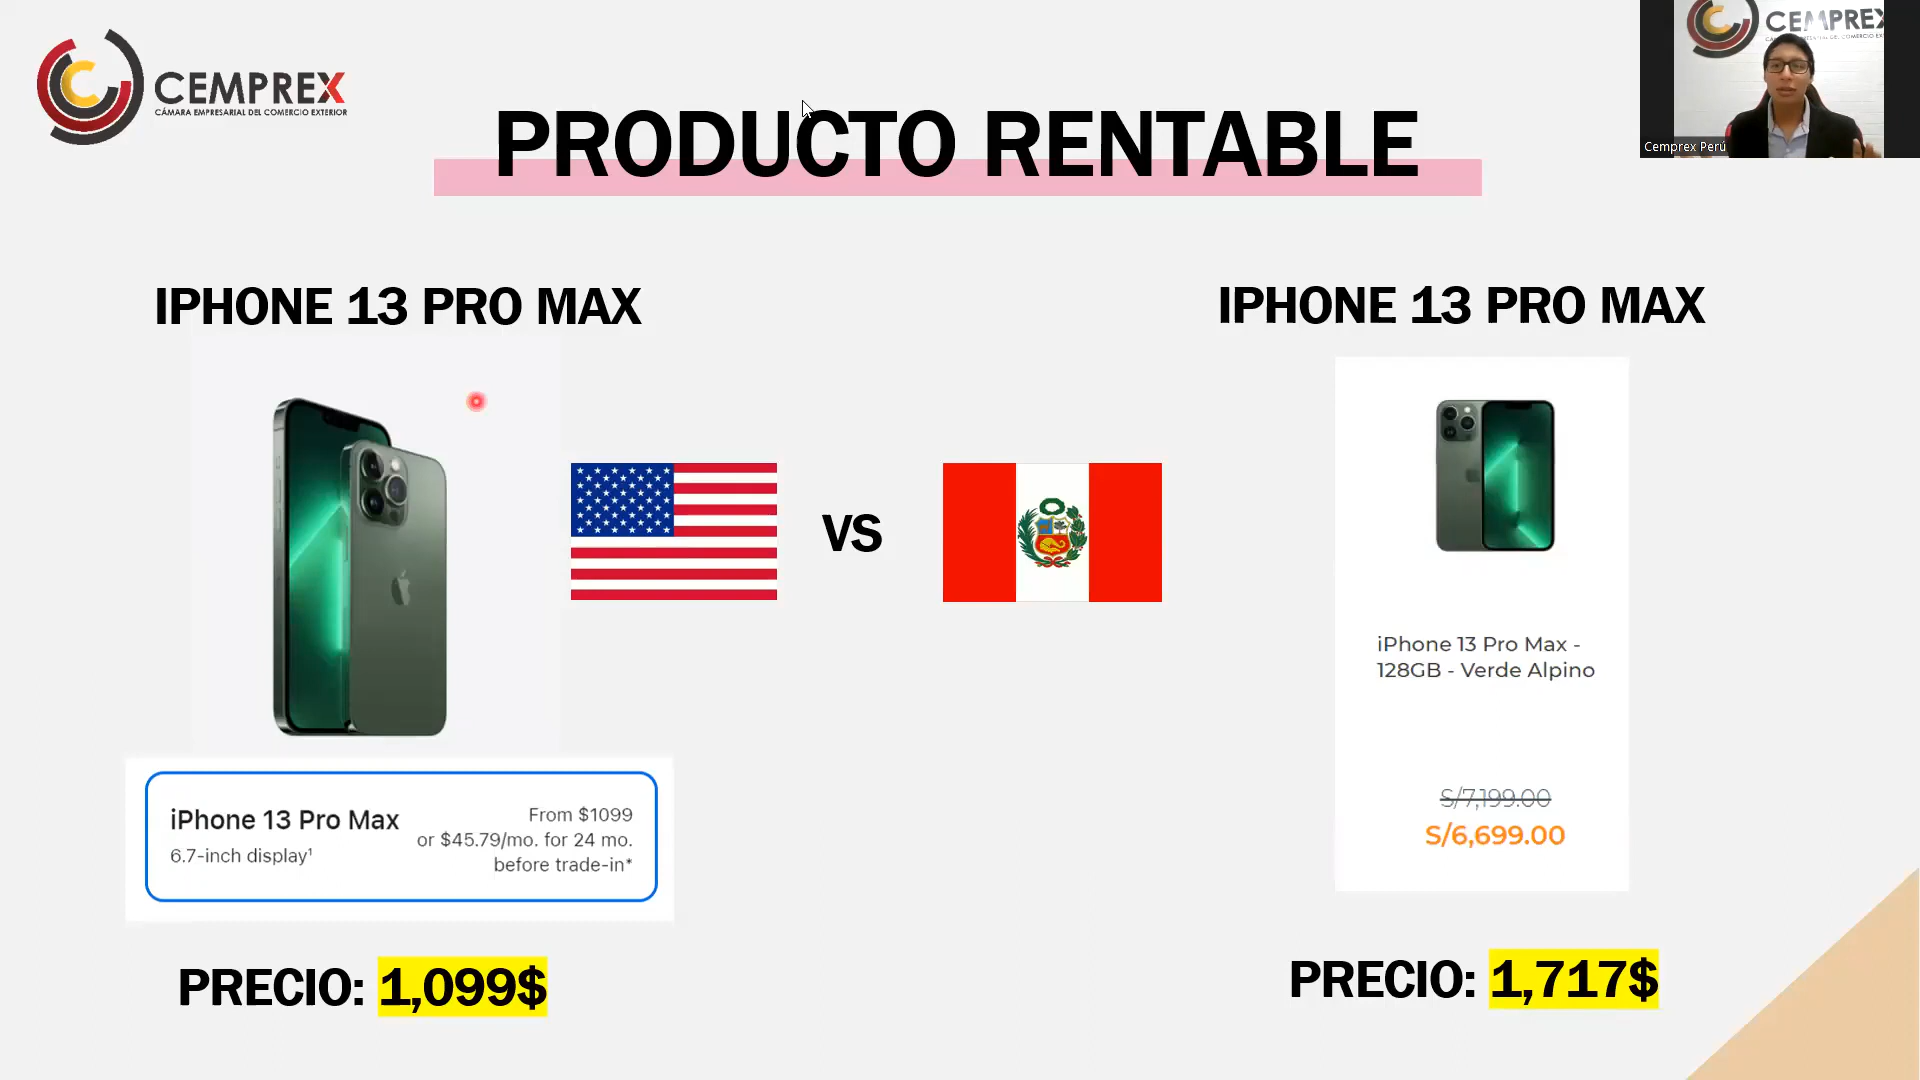 CEMPREX
CÁMARA EMPRESARIAL DEL COMERCIO EXTERIOR
PRODUCTO RENTABLE
CEMPREX
Cemprex Perú
IPHONE 13 PRO MAX
IPHONE 13 PRO MAX
VS
iPhone 13 Pro Max -
128GB - Verde Alpino
S/7,199.00
S/6,699.00
iPhone 13 Pro Max
6.7-inch display¹
From $1099
or $45.79/mo. for 24 mo.
before trade-in*
PRECIO: 1,099$
PRECIO: 1,717$